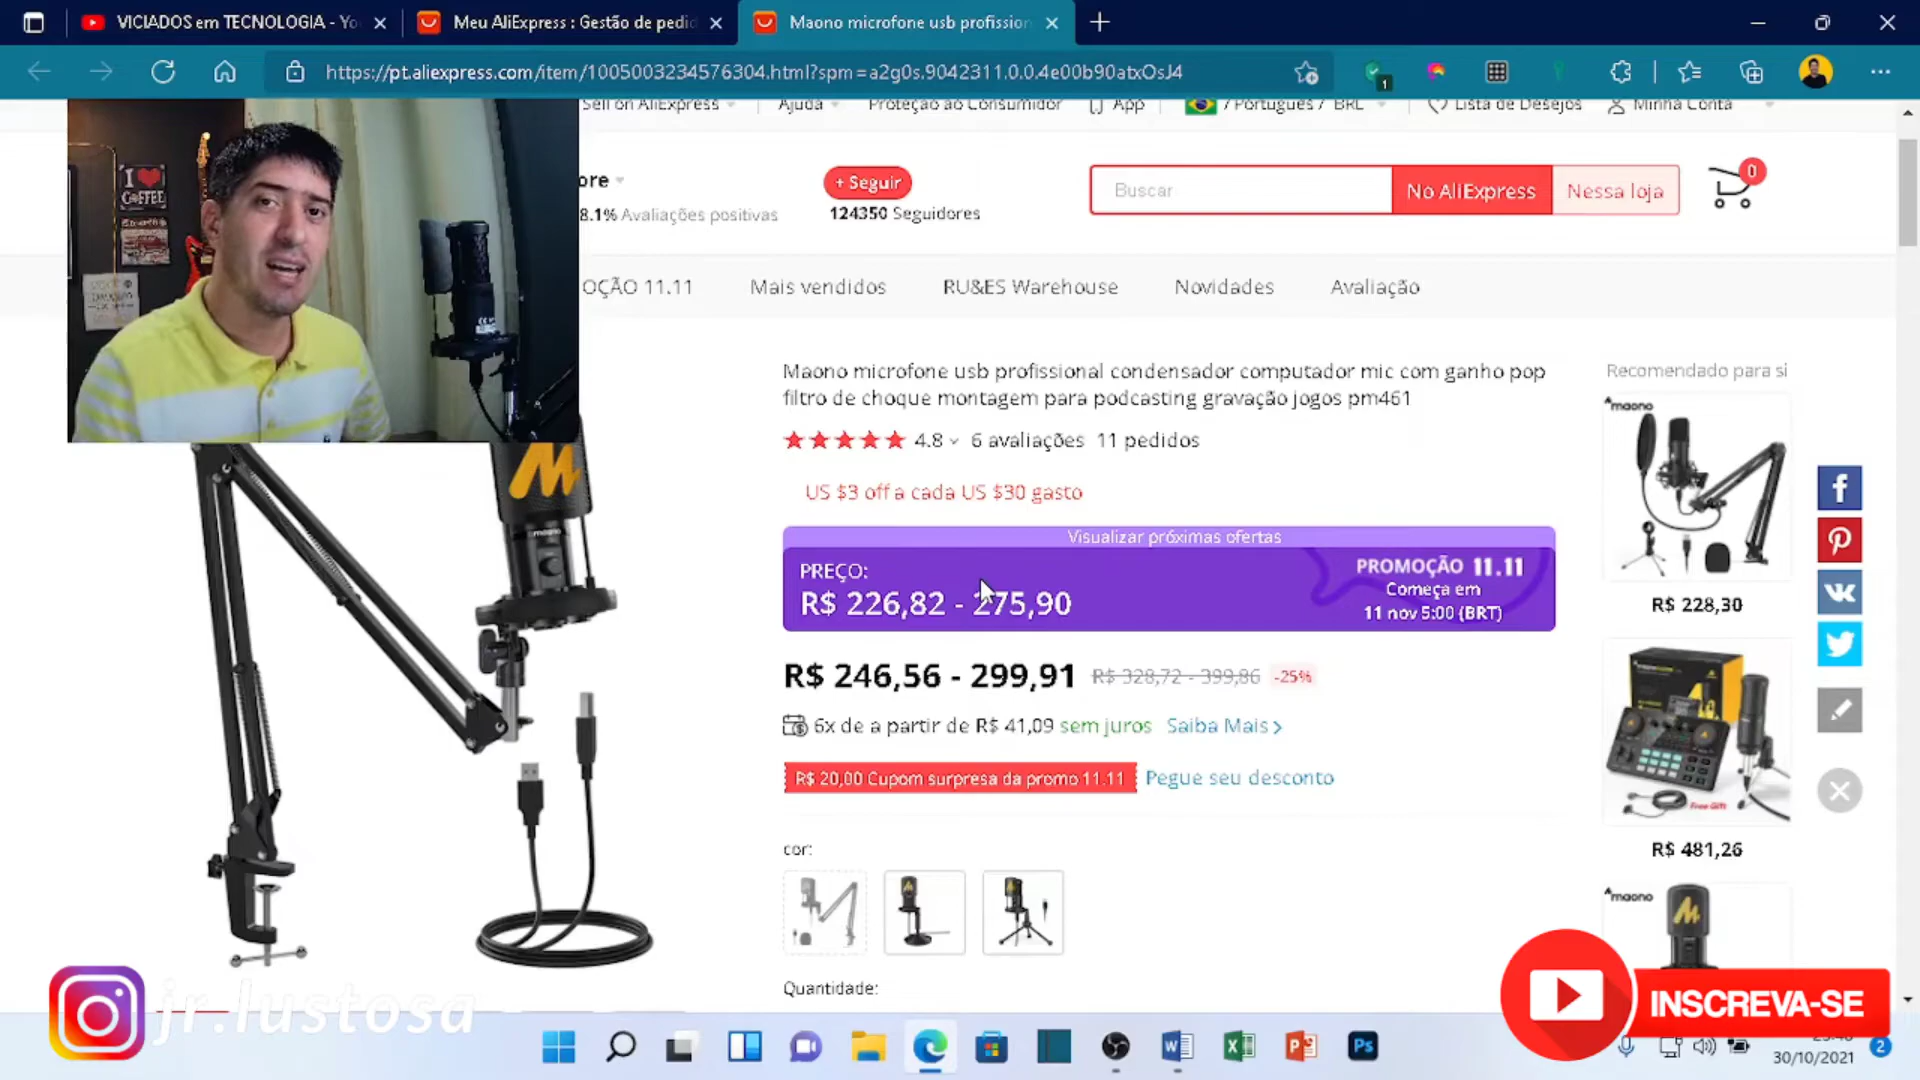 VICIADOS em TECNOLOGIA - Yo
Meu AliExpress : Gestão de pedid
Maono microfone usb profission
https://pt.aliexpress.com/item/1005003234576304.html?spm=a2g0s.9042311.0.0.4e00b90atxOsJ4
1
Sell on AliExpress
Ajuda
Proteção ao Consumidor
App
/ Português / BRL
Lista de Desejos
Minha Conta
I
COFFEE
ore
+ Seguir
8.1% Avaliações positivas
124350 Seguidores
Buscar
No AliExpress
Nessa loja
0
OÇÃO 11.11
Mais vendidos
RU&ES Warehouse
Novidades
Avaliação
Maono microfone usb profissional condensador computador mic com ganho pop
filtro de choque montagem para podcasting gravação jogos pm461
4.8
6 avaliações
11 pedidos
US $3 off a cada US $30 gasto
Visualizar próximas ofertas
PREÇO:
R$ 226,82 - 275,90
PROMOÇÃO 11.11
Começa em
11 nov 5:00 (BRT)
R$ 246,56 - 299,91
R$ 328,72 - 399,86
-25%
6x de a partir de R$ 41,09 sem juros
Saiba Mais
R$ 20,00 Cupom surpresa da promo 11.11
Pegue seu desconto
cor:
Quantidade:
Recomendado para si
maono
R$ 228,30
Free Gift
R$ 481,26
maono
jr.lustosa
INSCREVA-SE
30/10/2021
2